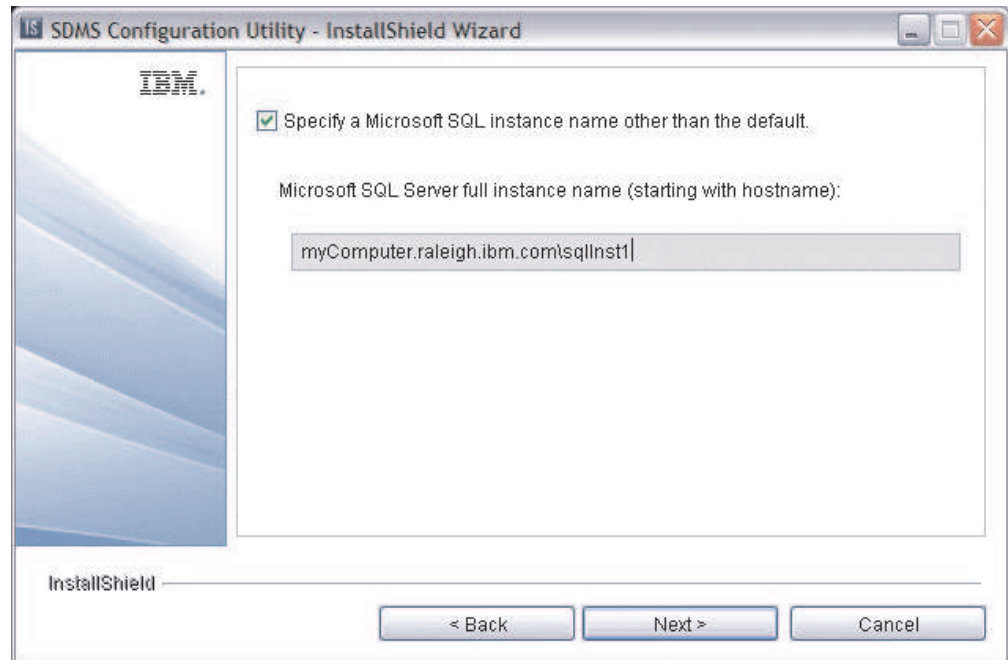 IS SDMS Configuration Utility - InstallShield Wizard
IBM.
Specify a Microsoft SQL instance name other than the default.
Microsoft SQL Server full instance name (starting with hostname):
myComputer.raleigh.ibm.com\sqlInst1
InstallShield
< Back Next > Cancel